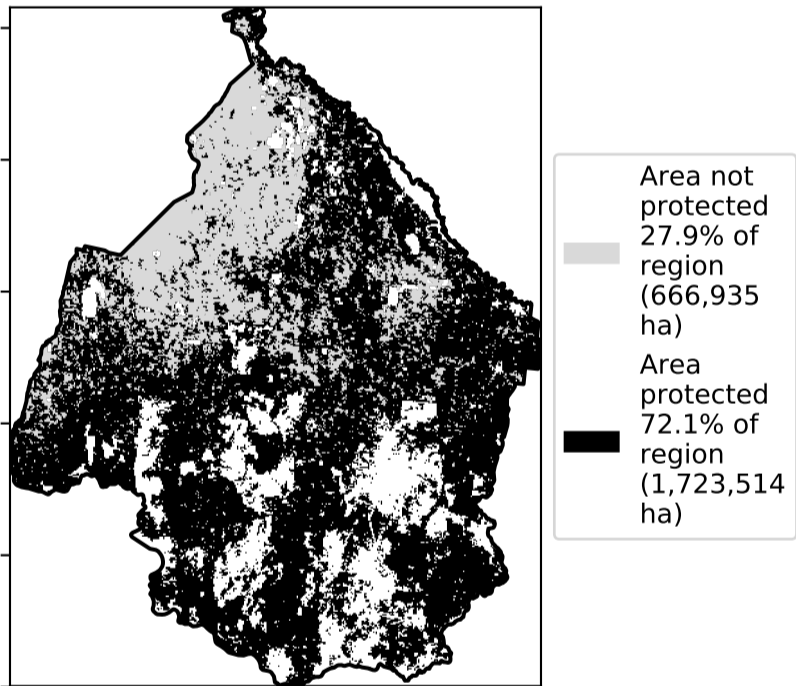 Area not
protected
27.9% of
region
(666,935
ha)
Area
protected
72.1% of
region
(1,723,514
ha)